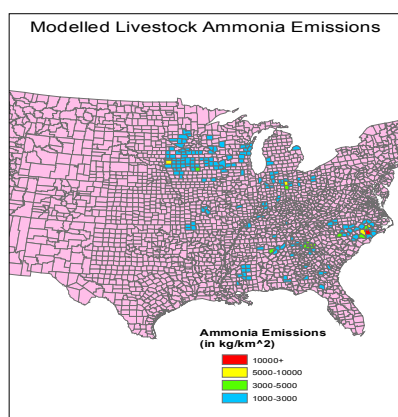 Modelled Livestock Ammonia Emissions
Ammonia Emissions
(in kg/km^2)
10000+
5000-10000
3000-5000
1000-3000